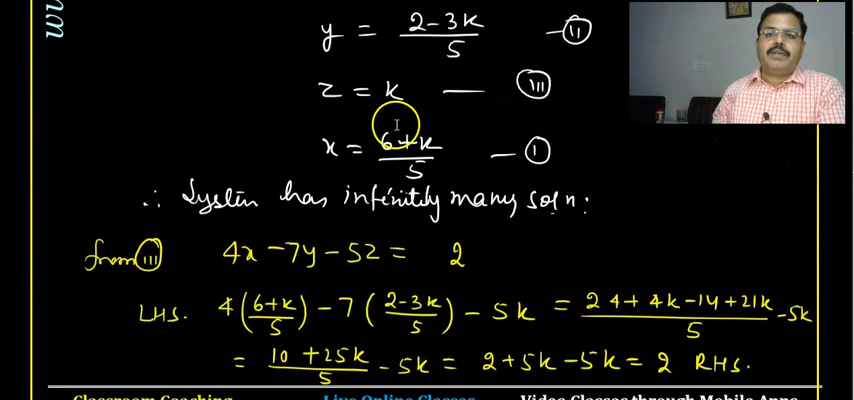 y = (2-3k)/5 — (II)
z = k — (III)
x = (6+k)/5 — (I)
∴ System has infinitely many soln:
from (III) 4x - 7y - 5z = 2
LHS. 4((6+k)/5) - 7((2-3k)/5) - 5k = (24+4k-14+21k)/5 - 5k
= (10+25k)/5 - 5k = 2+5k-5k = 2 RHS.
Classroom Coaching Live Online Classes Video Classes through Mobile Apps